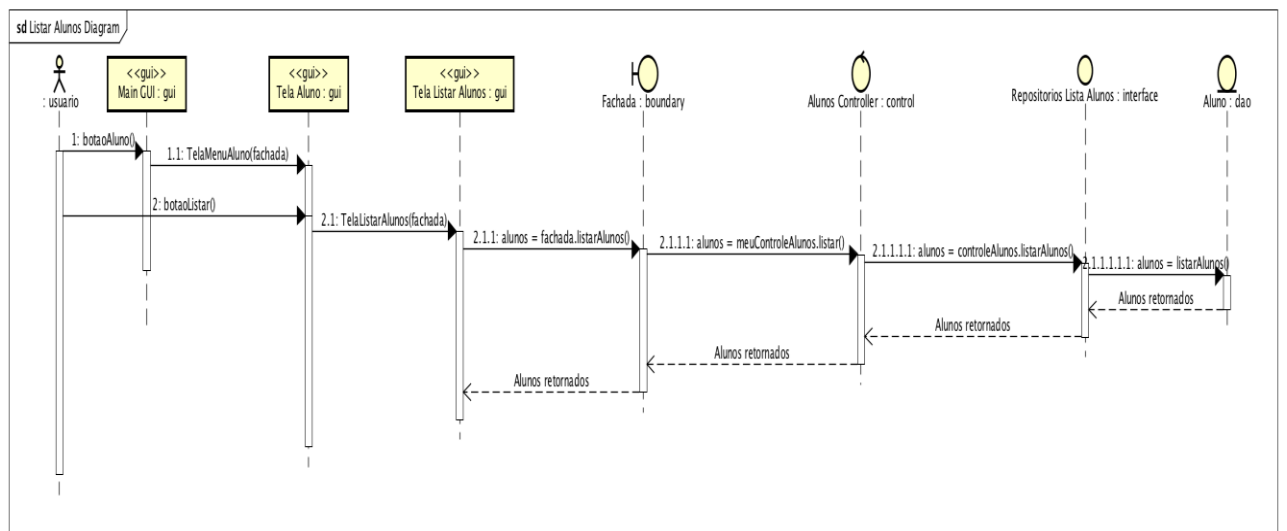 sd Listar Alunos Diagram
: usuario
<<gui>>
Main GUI : gui
<<gui>>
Tela Aluno : gui
<<gui>>
Tela Listar Alunos : gui
Fachada : boundary
Alunos Controller : control
Repositorios Lista Alunos : interface
Aluno : dao
1: botaoAluno()
1.1: TelaMenuAluno(fachada)
2: botaoListar()
2.1: TelaListarAlunos(fachada)
2.1.1: alunos = fachada.listarAlunos()
2.1.1.1: alunos = meuControleAlunos.listar()
2.1.1.1.1: alunos = controleAlunos.listarAlunos()
2.1.1.1.1.1: alunos = listarAlunos()
Alunos retornados
Alunos retornados
Alunos retornados
Alunos retornados